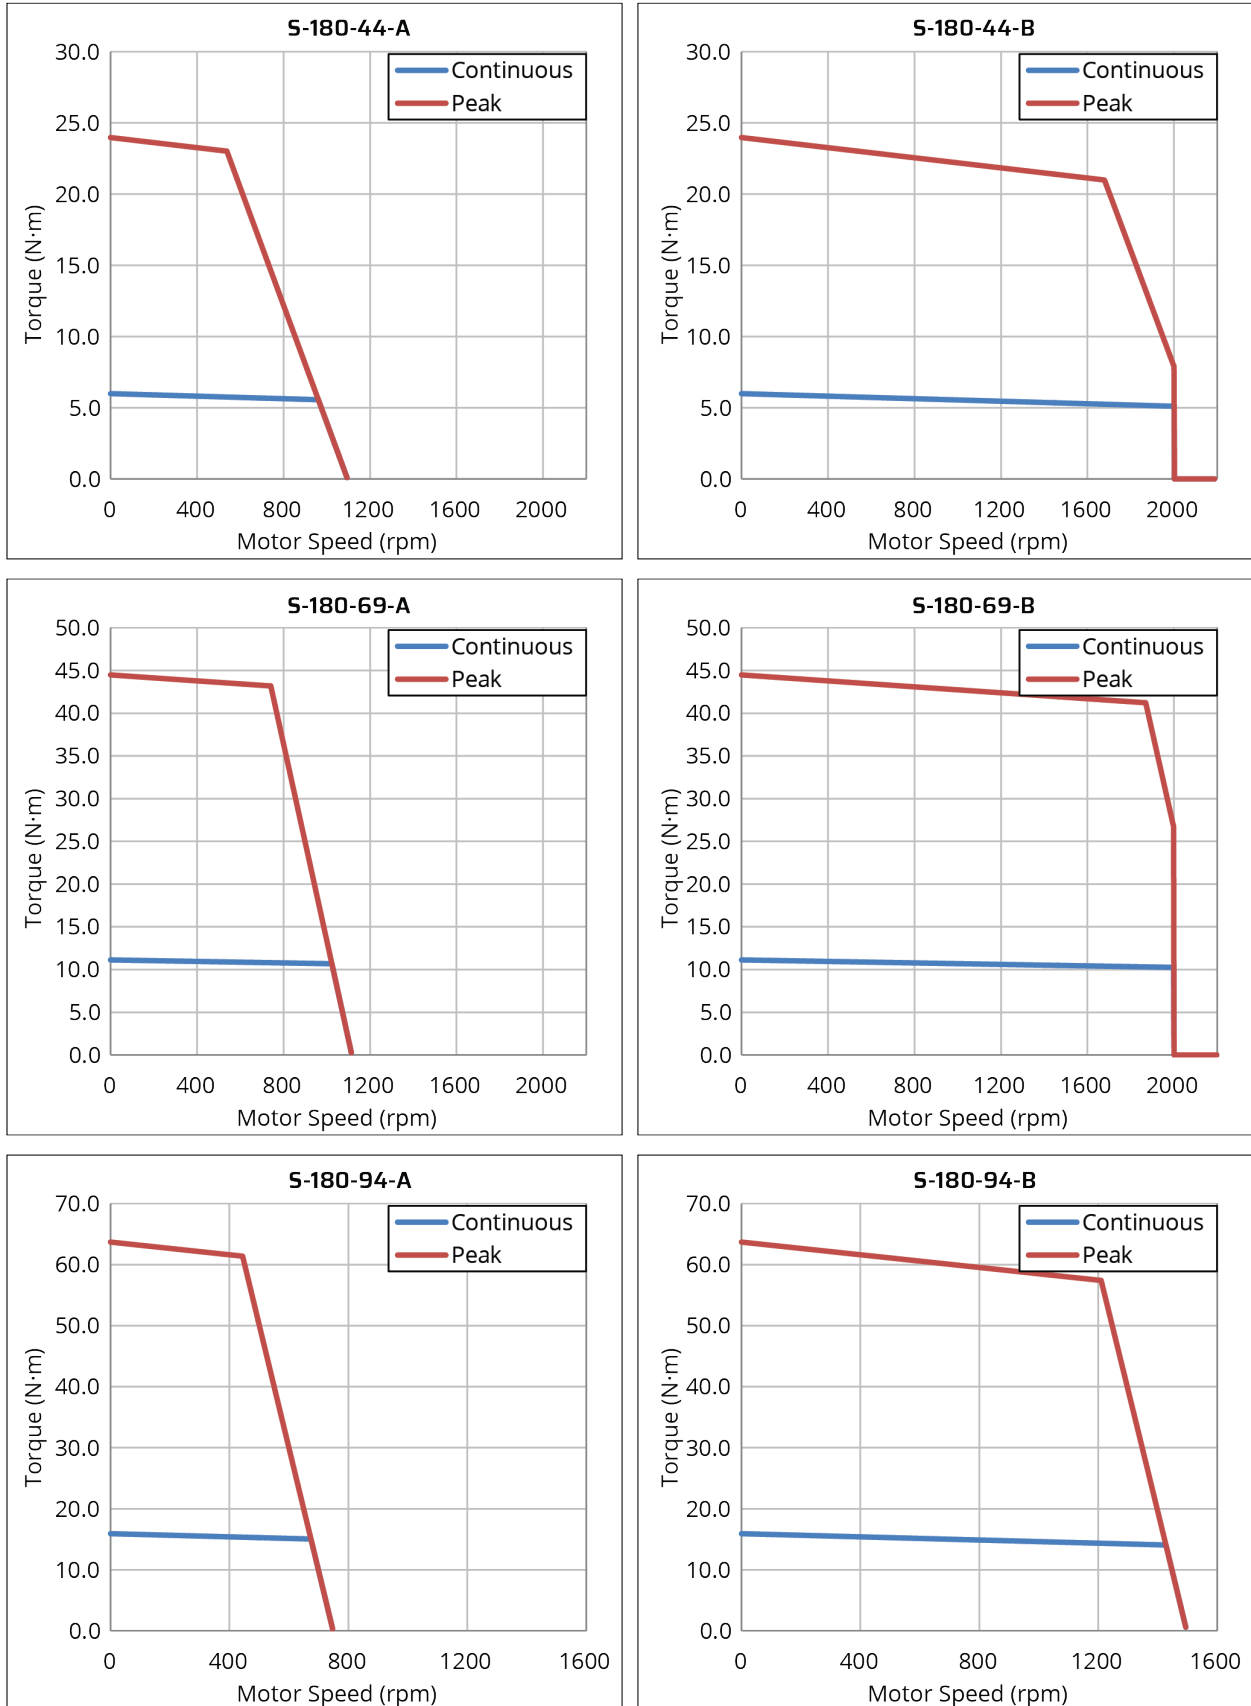 S-180-44-A
30.0
25.0
20.0
15.0
10.0
5.0
0.0
Torque (N·m)
Continuous
Peak
0 400 800 1200 1600 2000
Motor Speed (rpm)
S-180-44-B
30.0
25.0
20.0
15.0
10.0
5.0
0.0
Torque (N·m)
Continuous
Peak
0 400 800 1200 1600 2000
Motor Speed (rpm)
S-180-69-A
50.0
45.0
40.0
35.0
30.0
25.0
20.0
15.0
10.0
5.0
0.0
Torque (N·m)
Continuous
Peak
0 400 800 1200 1600 2000
Motor Speed (rpm)
S-180-69-B
50.0
45.0
40.0
35.0
30.0
25.0
20.0
15.0
10.0
5.0
0.0
Torque (N·m)
Continuous
Peak
0 400 800 1200 1600 2000
Motor Speed (rpm)
S-180-94-A
70.0
60.0
50.0
40.0
30.0
20.0
10.0
0.0
Torque (N·m)
Continuous
Peak
0 400 800 1200 1600
Motor Speed (rpm)
S-180-94-B
70.0
60.0
50.0
40.0
30.0
20.0
10.0
0.0
Torque (N·m)
Continuous
Peak
0 400 800 1200 1600
Motor Speed (rpm)